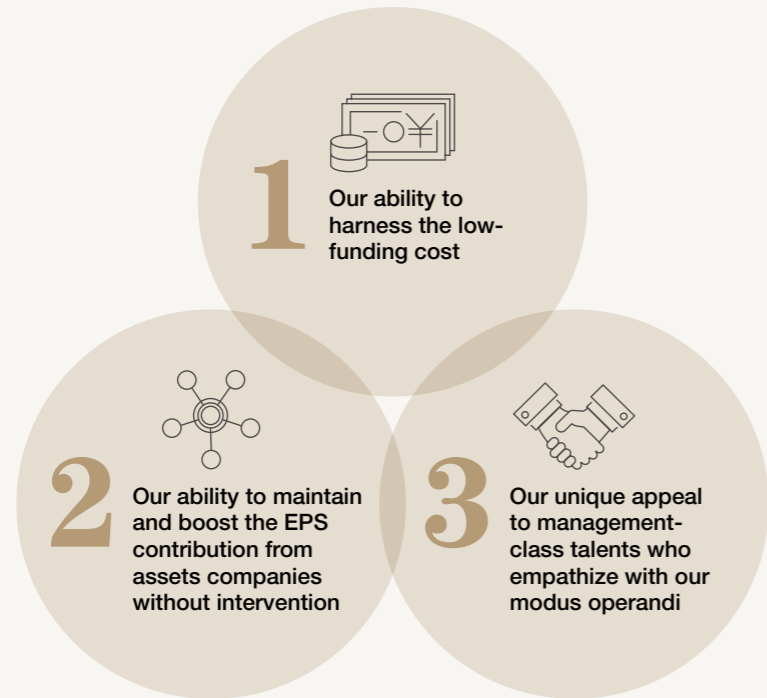 1
Our ability to
harness the low-
funding cost
2
Our ability to maintain
and boost the EPS
contribution from
assets companies
without intervention
3
Our unique appeal
to management-
class talents who
empathize with our
modus operandi